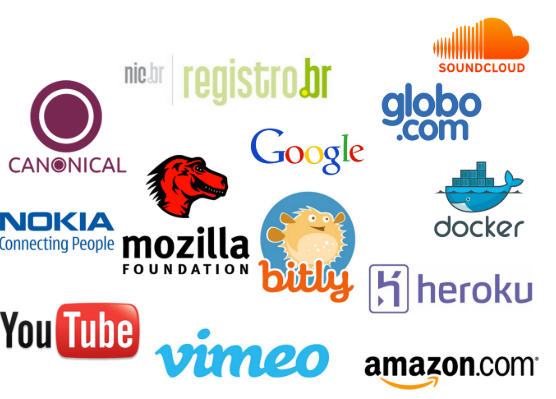 SOUNDCLOUD
nic.br registro.br
globo
.com
CANONICAL
Google
docker
NOKIA
Connecting People
mozilla
FOUNDATION
bitly
heroku
YouTube
vimeo
amazon.com®